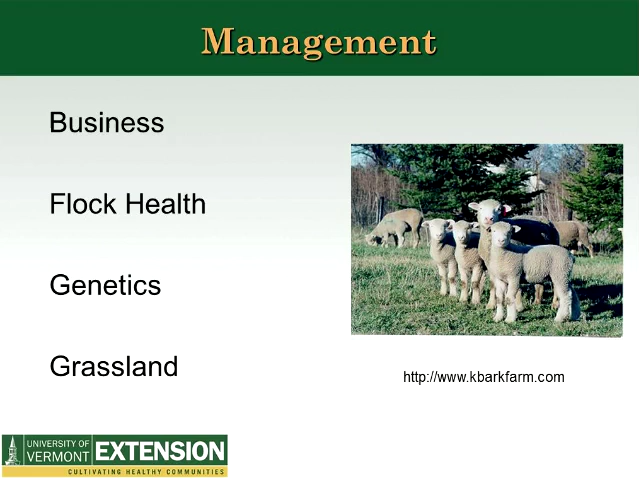 Management
Business
Flock Health
Genetics
Grassland
http://www.kbarkfarm.com
UNIVERSITY OF
VERMONT
EXTENSION
CULTIVATING HEALTHY COMMUNITIES